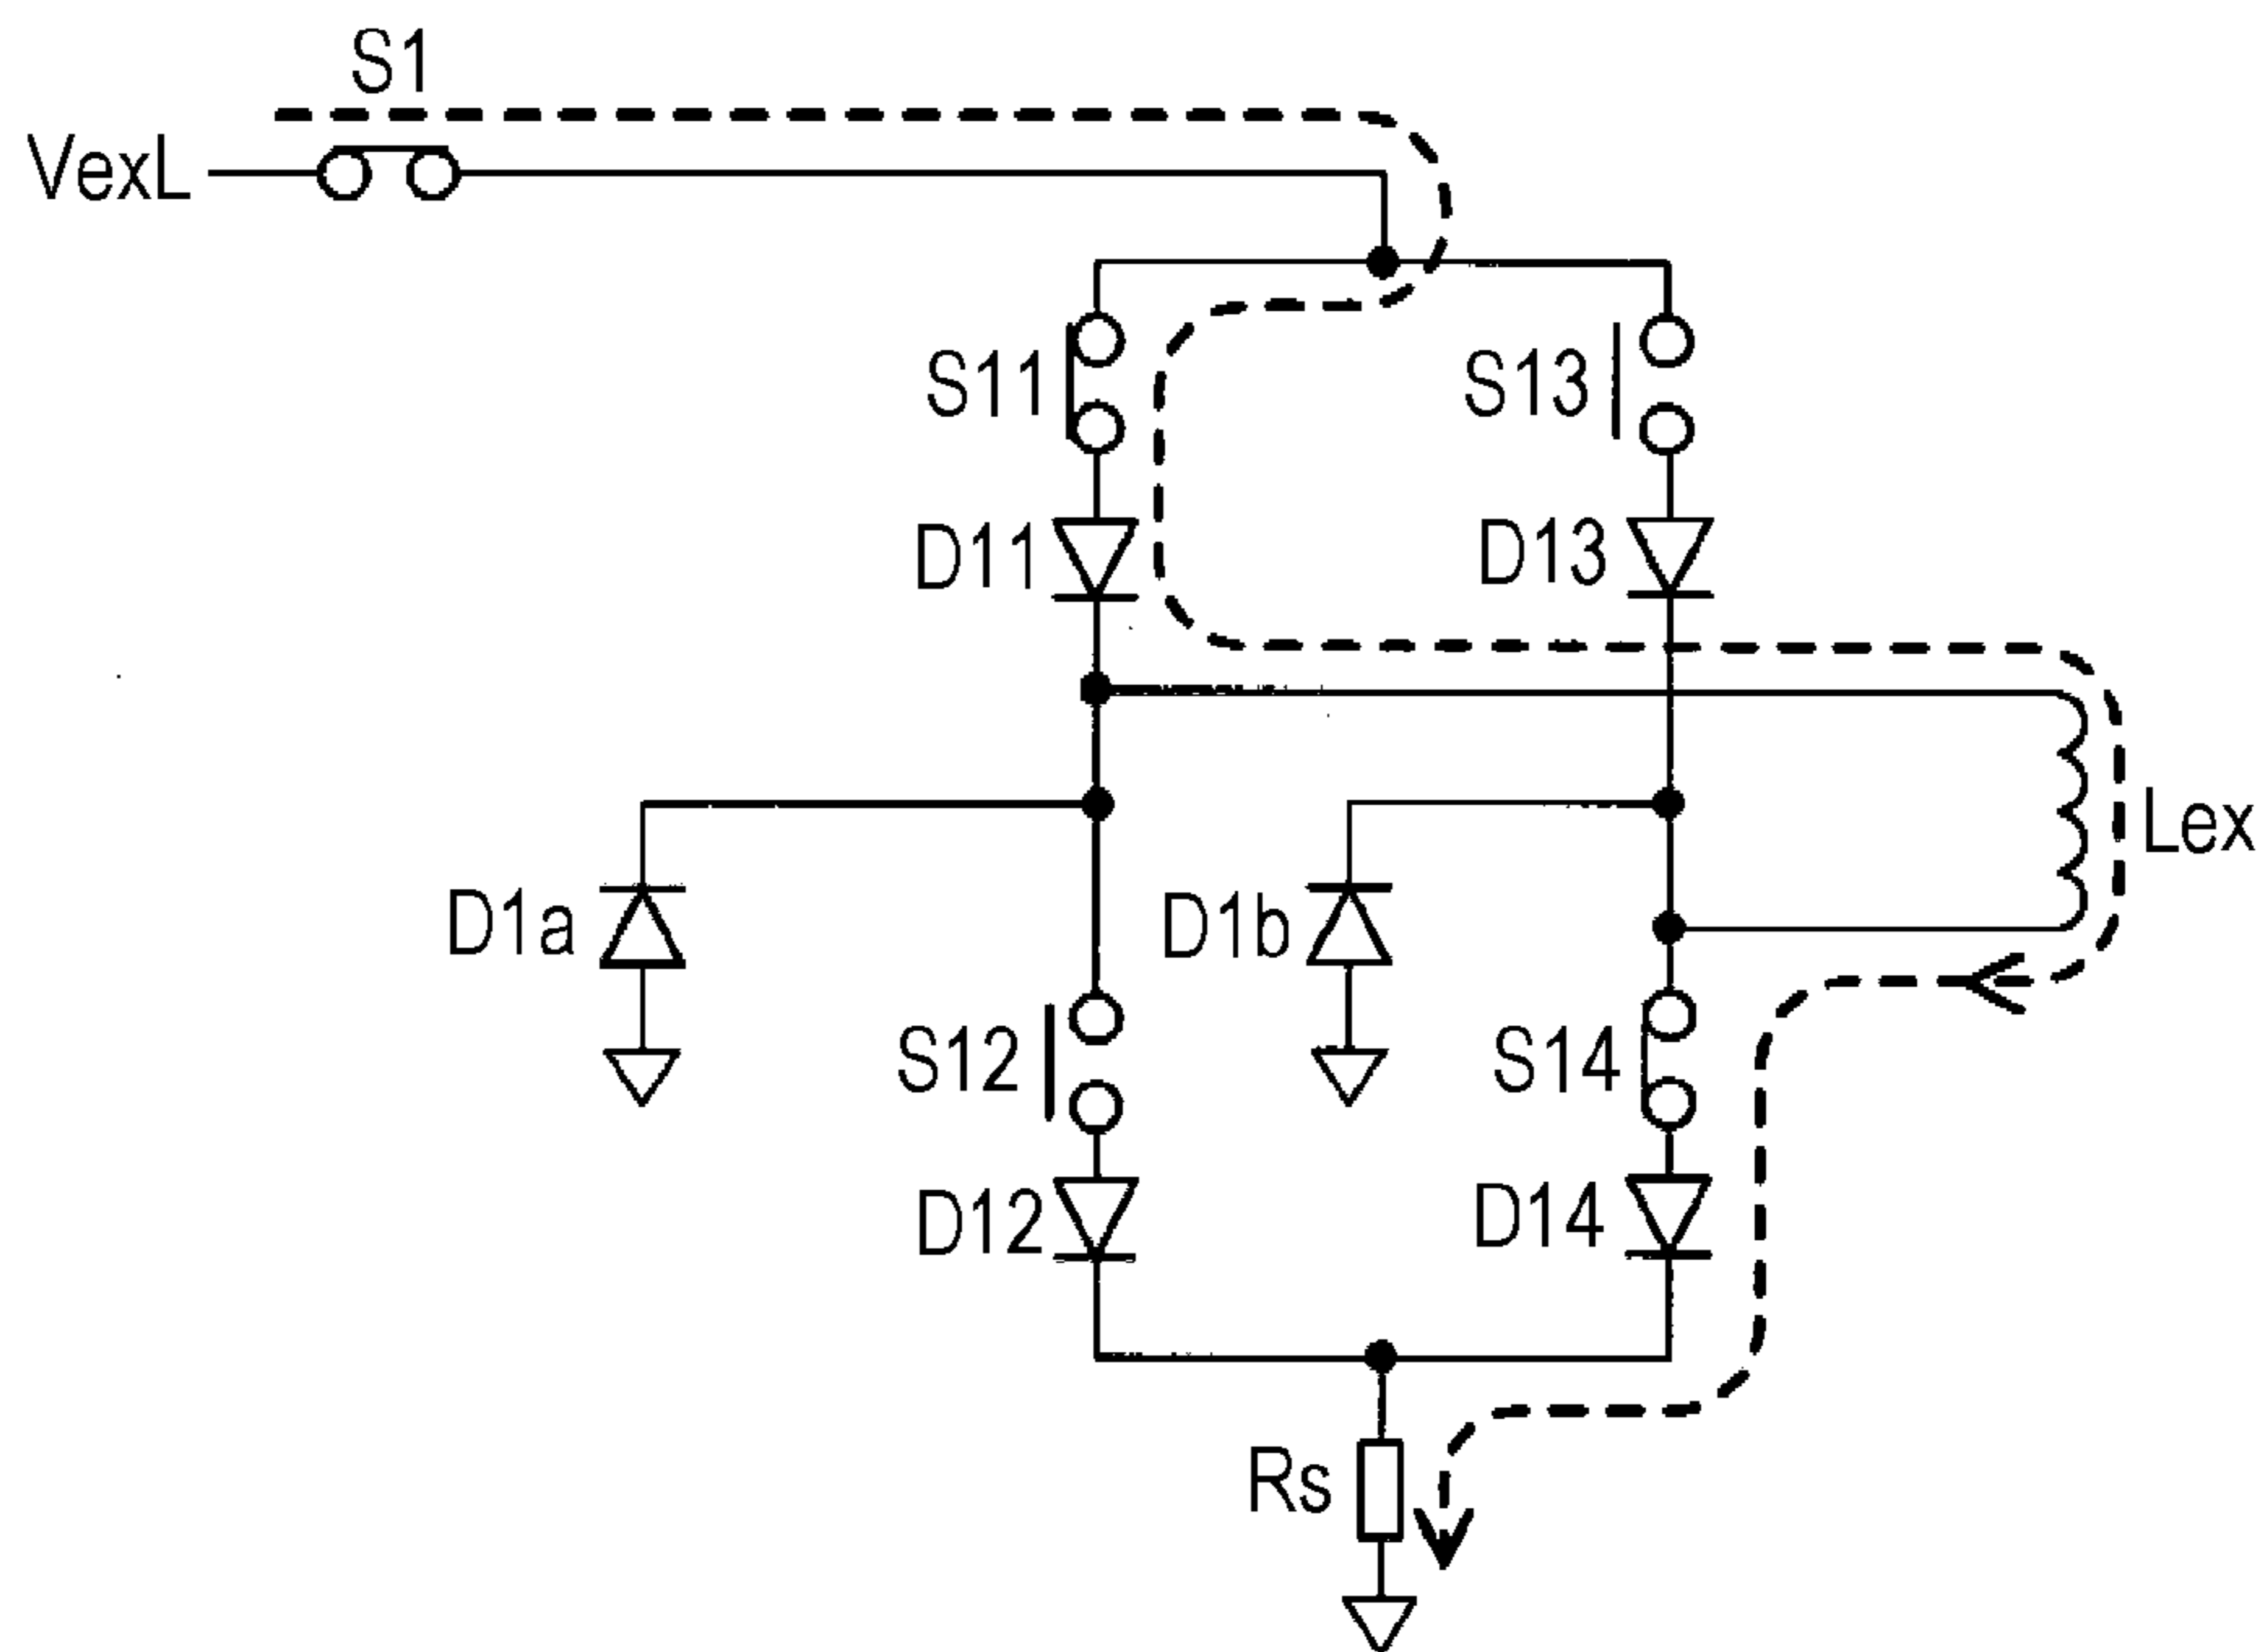 S1
VexL
S11
S13
D11
D13
Lex
D1a
D1b
S12
S14
D12
D14
Rs